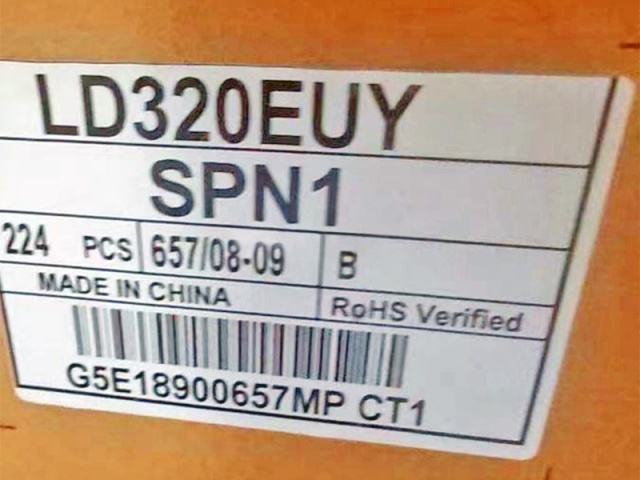 LD320EUY
SPN1
224 PCS 657/08-09 B
MADE IN CHINA RoHS Verified
G5E18900657MP CT1